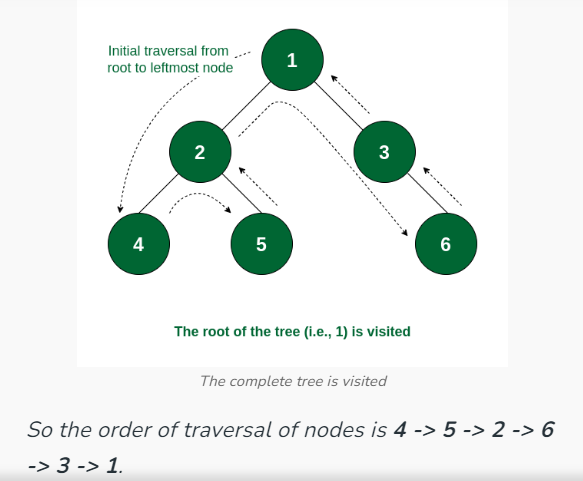 Initial traversal from
root to leftmost node
1
2
3
4
5
6
The root of the tree (i.e., 1) is visited
The complete tree is visited
So the order of traversal of nodes is 4 -> 5 -> 2 -> 6
-> 3 -> 1.